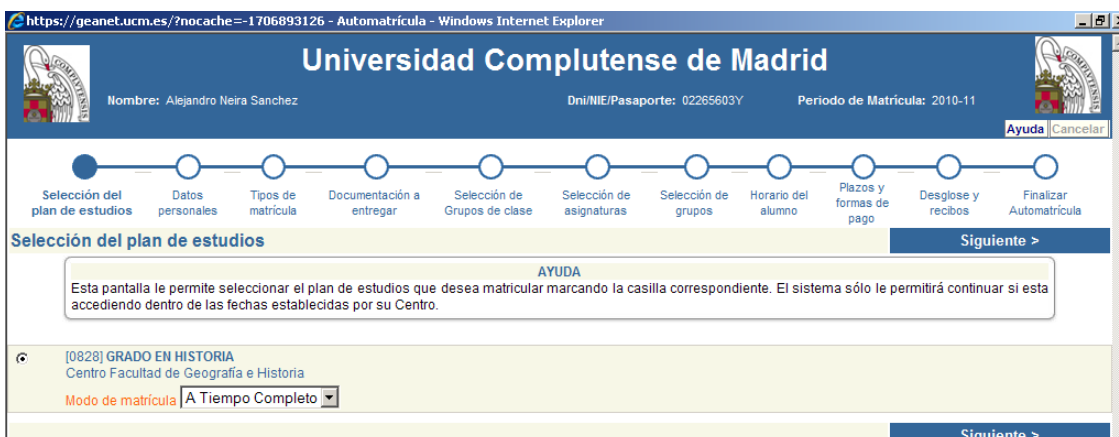 https://geanet.ucm.es/?nocache=-1706893126 - Automatrícula - Windows Internet Explorer
Universidad Complutense de Madrid
Nombre: Alejandro Neira Sanchez Dni/NIE/Pasaporte: 02265603Y Periodo de Matrícula: 2010-11
Ayuda Cancelar
Selección del plan de estudios
Datos personales
Tipos de matrícula
Documentación a entregar
Selección de Grupos de clase
Selección de asignaturas
Selección de grupos
Horario del alumno
Plazos y formas de pago
Desglose y recibos
Finalizar Automatrícula
Selección del plan de estudios Siguiente >
AYUDA
Esta pantalla le permite seleccionar el plan de estudios que desea matricular marcando la casilla correspondiente. El sistema sólo le permitirá continuar si esta
accediendo dentro de las fechas establecidas por su Centro.
[0828] GRADO EN HISTORIA
Centro Facultad de Geografía e Historia
Modo de matrícula A Tiempo Completo
Siguiente >